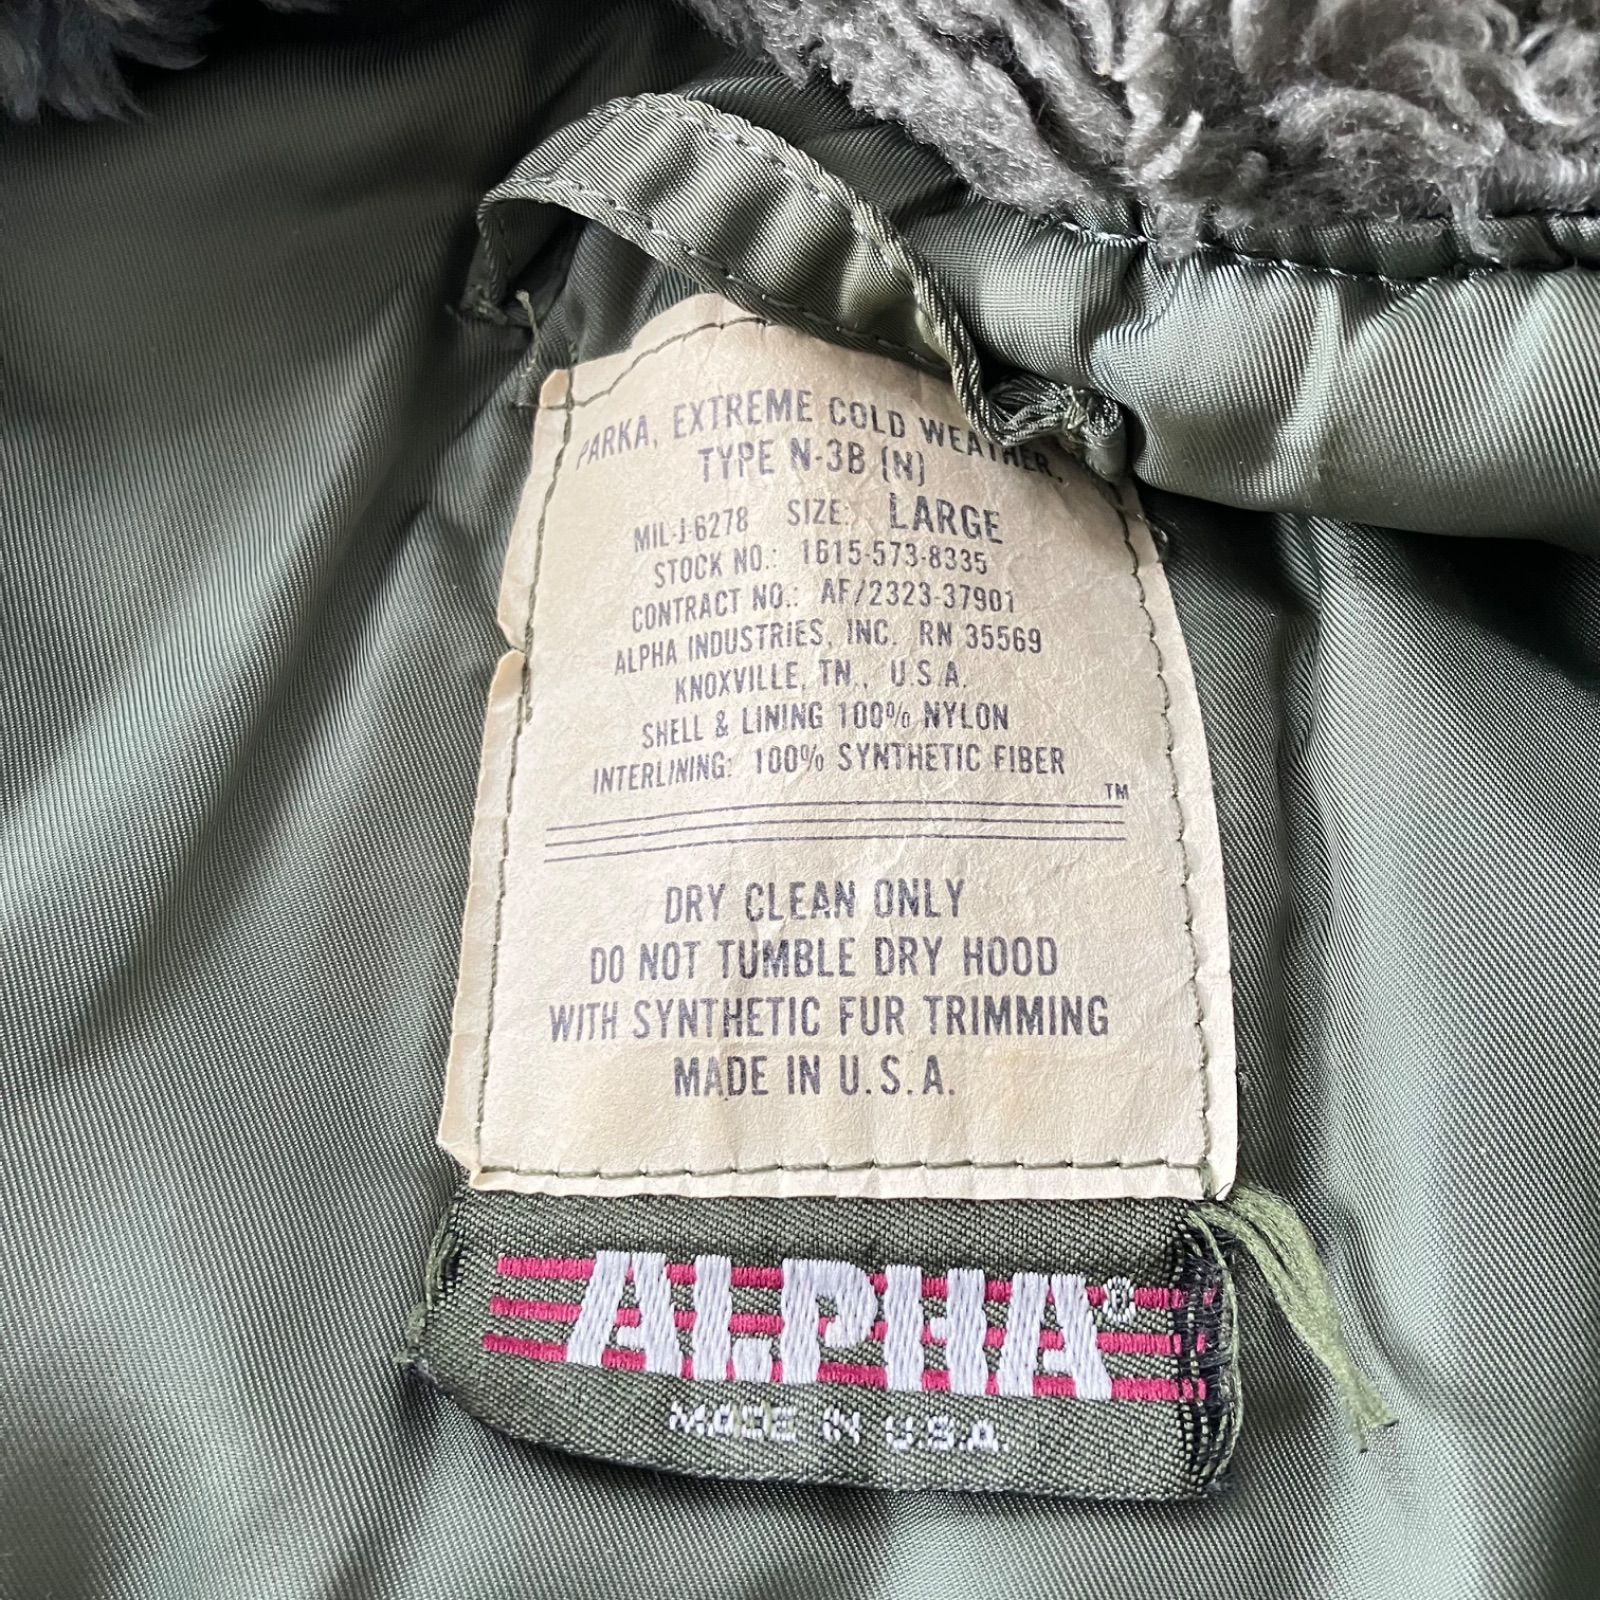 PARKA, EXTREME COLD WEATHER,
TYPE N-3B (N)
MIL-J-6278 SIZE: LARGE
STOCK NO.: 1615-573-8335
CONTRACT NO.: AF/2323-37901
ALPHA INDUSTRIES, INC. RN 35569
KNOXVILLE, TN., U.S.A.
SHELL & LINING 100% NYLON
INTERLINING: 100% SYNTHETIC FIBER
TM
DRY CLEAN ONLY
DO NOT TUMBLE DRY HOOD
WITH SYNTHETIC FUR TRIMMING
MADE IN U.S.A.
ALPHA®
MADE IN U.S.A.